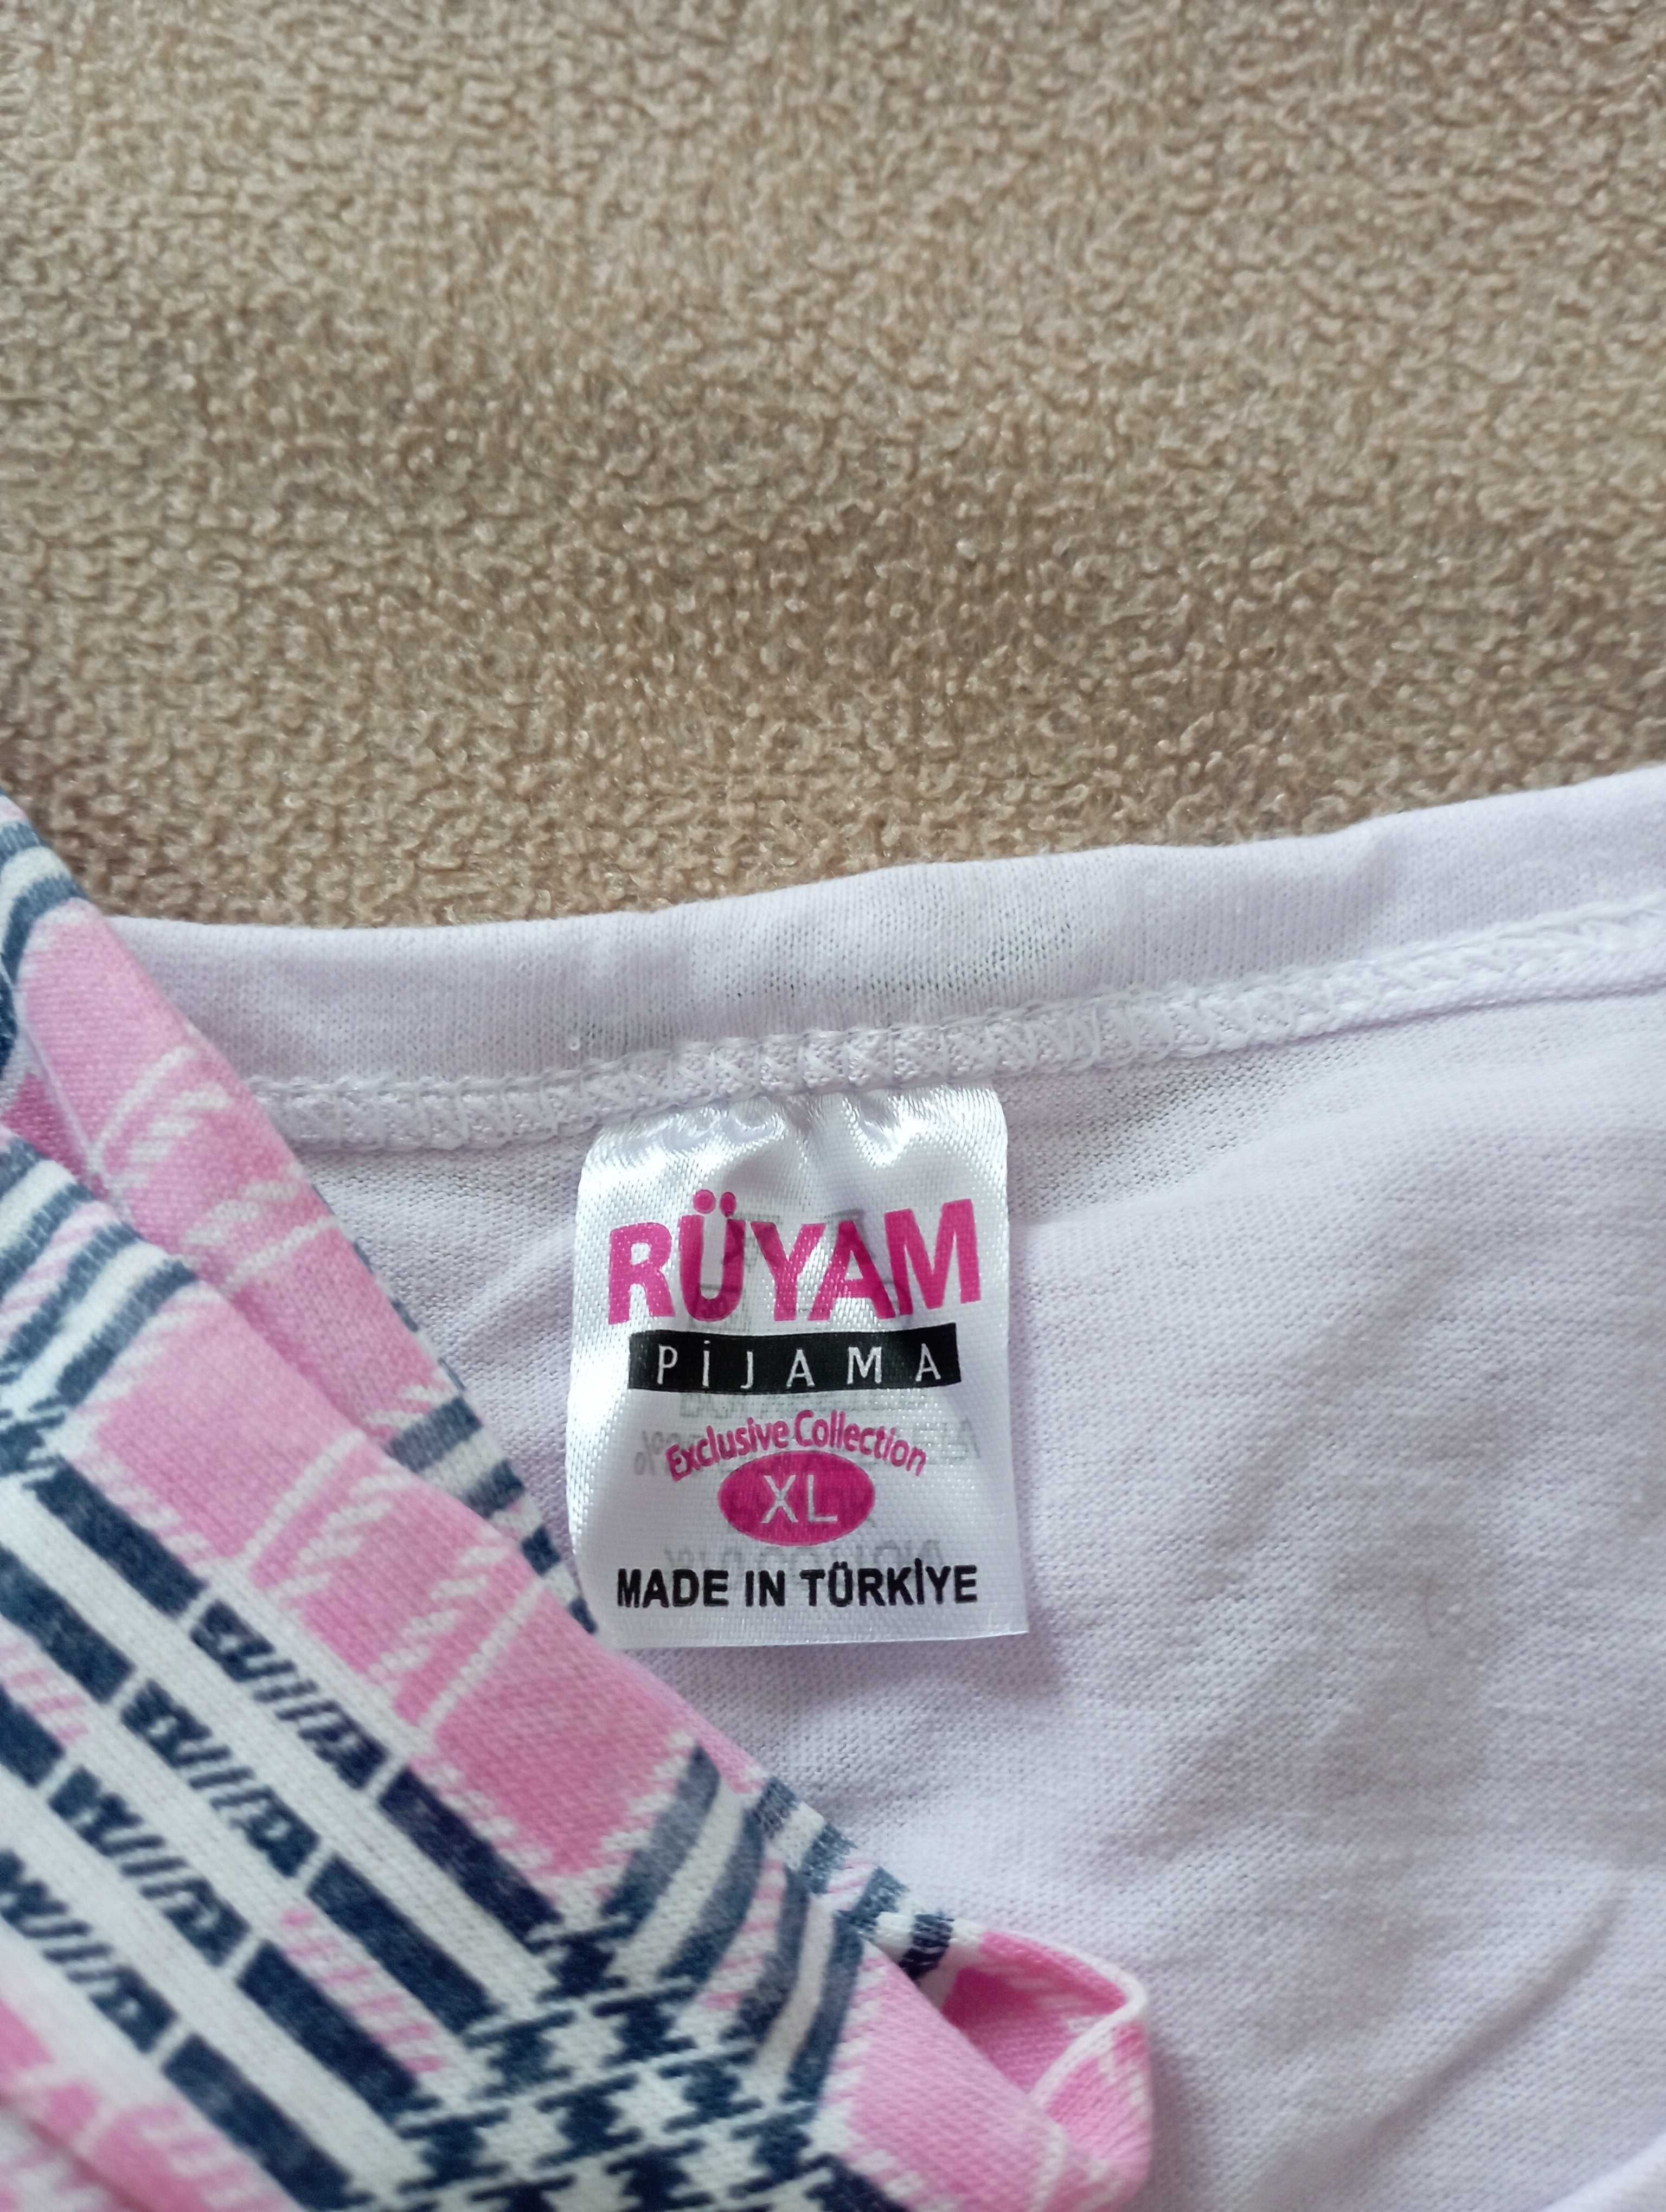 RÜYAM
PİJAMA
Exclusive Collection
XL
MADE IN TÜRKİYE